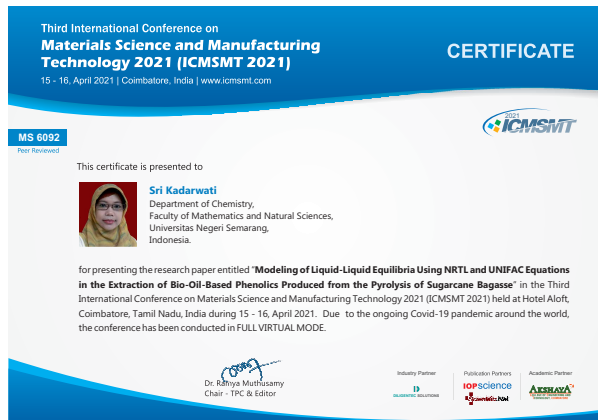 Third International Conference on
Materials Science and Manufacturing
Technology 2021 (ICMSMT 2021)
15 - 16, April 2021 | Coimbatore, India | www.icmsmt.com
CERTIFICATE
2021
ICMSMT
MS 6092
Peer Reviewed
This certificate is presented to
Sri Kadarwati
Department of Chemistry,
Faculty of Mathematics and Natural Sciences,
Universitas Negeri Semarang,
Indonesia.
for presenting the research paper entitled "Modeling of Liquid-Liquid Equilibria Using NRTL and UNIFAC Equations
in the Extraction of Bio-Oil-Based Phenolics Produced from the Pyrolysis of Sugarcane Bagasse" in the Third
International Conference on Materials Science and Manufacturing Technology 2021 (ICMSMT 2021) held at Hotel Aloft,
Coimbatore, Tamil Nadu, India during 15 - 16, April 2021. Due to the ongoing Covid-19 pandemic around the world,
the conference has been conducted in FULL VIRTUAL MODE.
Dr. Ramya Muthusamy
Chair - TPC & Editor
Industry Partner
Publication Partners
Academic Partner
IOPscience
Scientific.Net
AKSHAYA